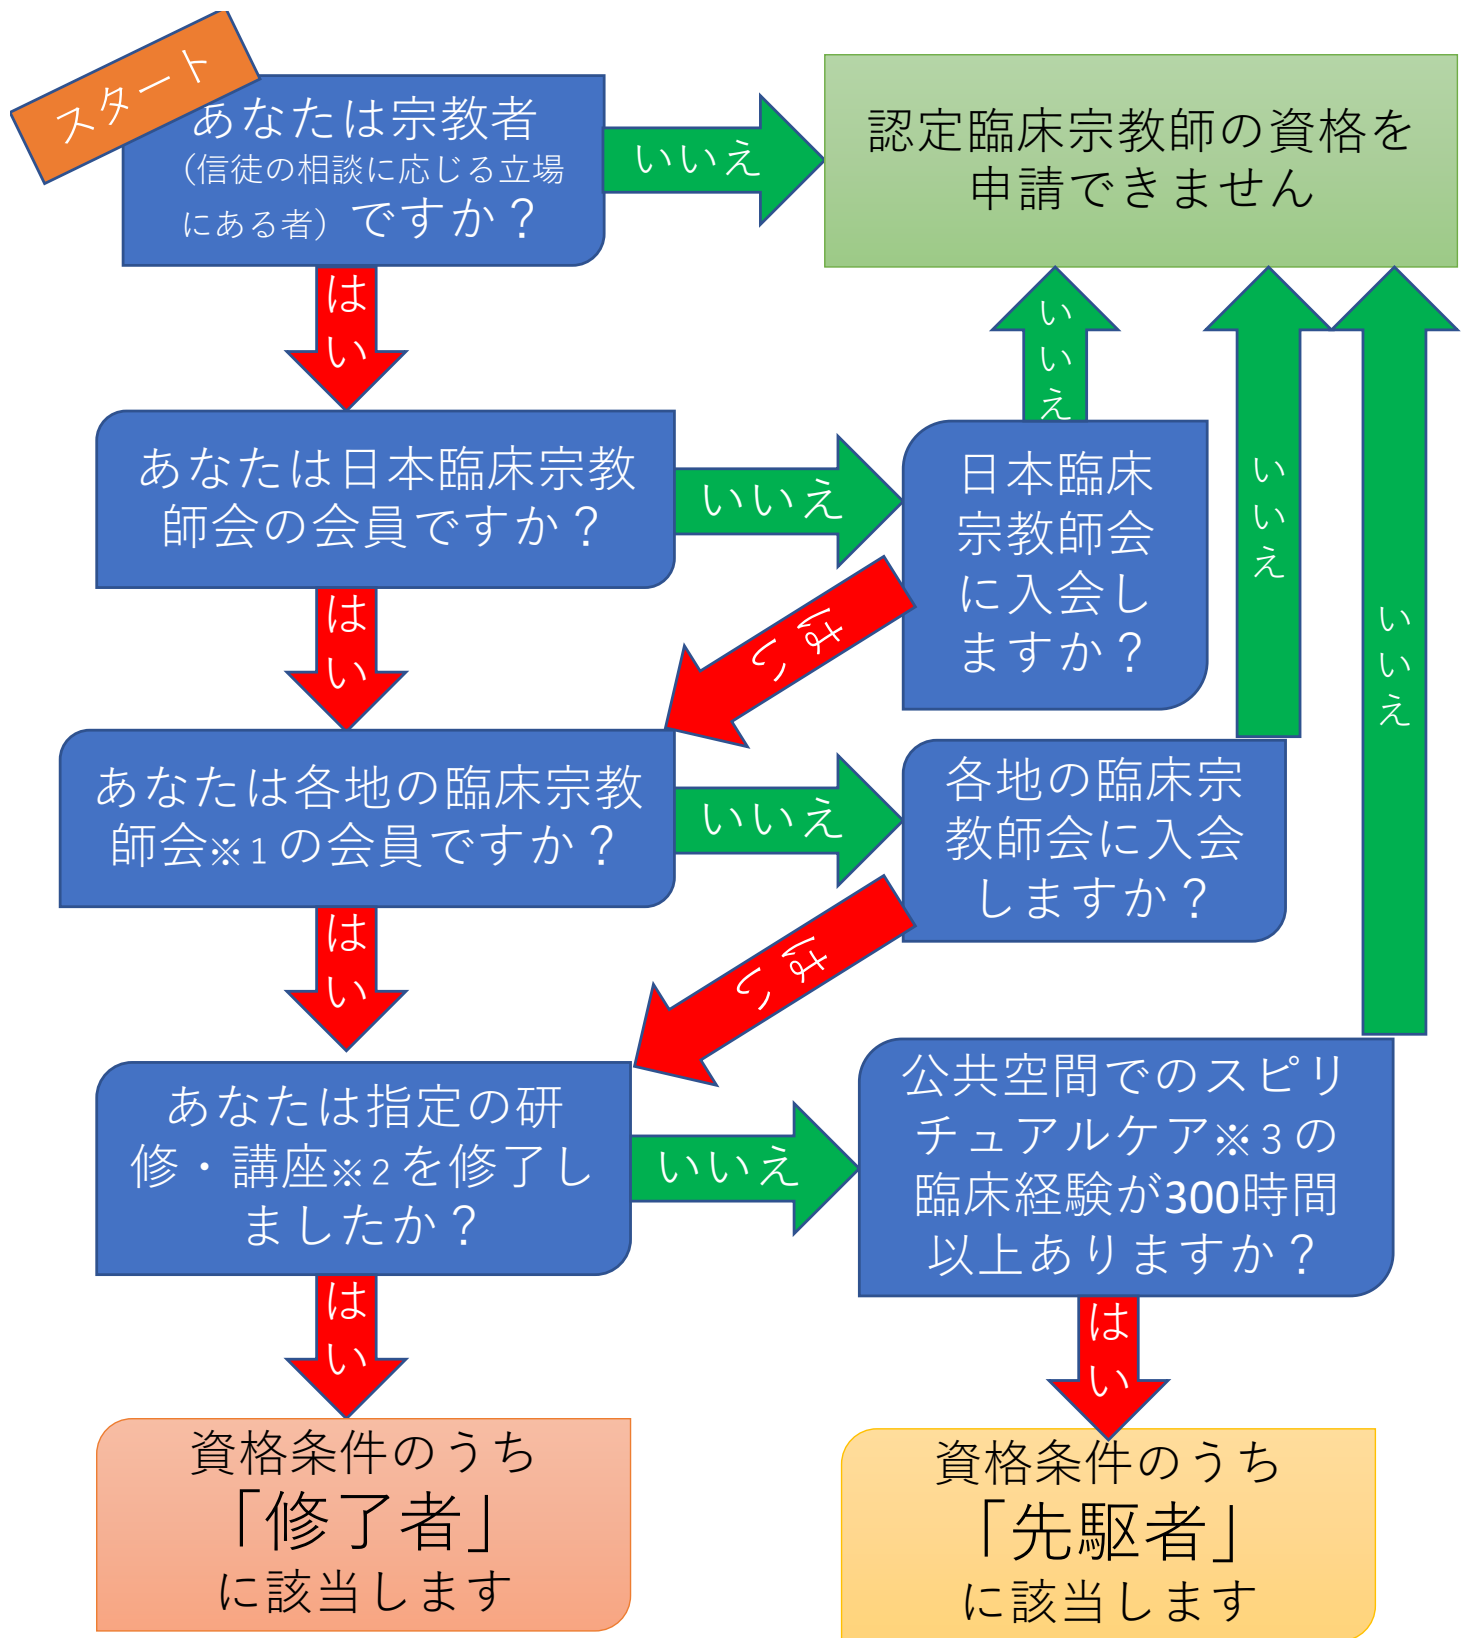 スタート
あなたは宗教者
（信徒の相談に応じる立場
にある者）ですか？
いいえ
認定臨床宗教師の資格を
申請できません
はい
いいえ
あなたは日本臨床宗教
師会の会員ですか？
いいえ
日本臨床
宗教師会
に入会し
ますか？
いいえ
いいえ
はい
はい
あなたは各地の臨床宗教
師会※1の会員ですか？
いいえ
各地の臨床宗
教師会に入会
しますか？
はい
はい
あなたは指定の研
修・講座※2を修了し
ましたか？
いいえ
公共空間でのスピリ
チュアルケア※3の
臨床経験が300時間
以上ありますか？
はい
はい
資格条件のうち
「修了者」
に該当します
資格条件のうち
「先駆者」
に該当します